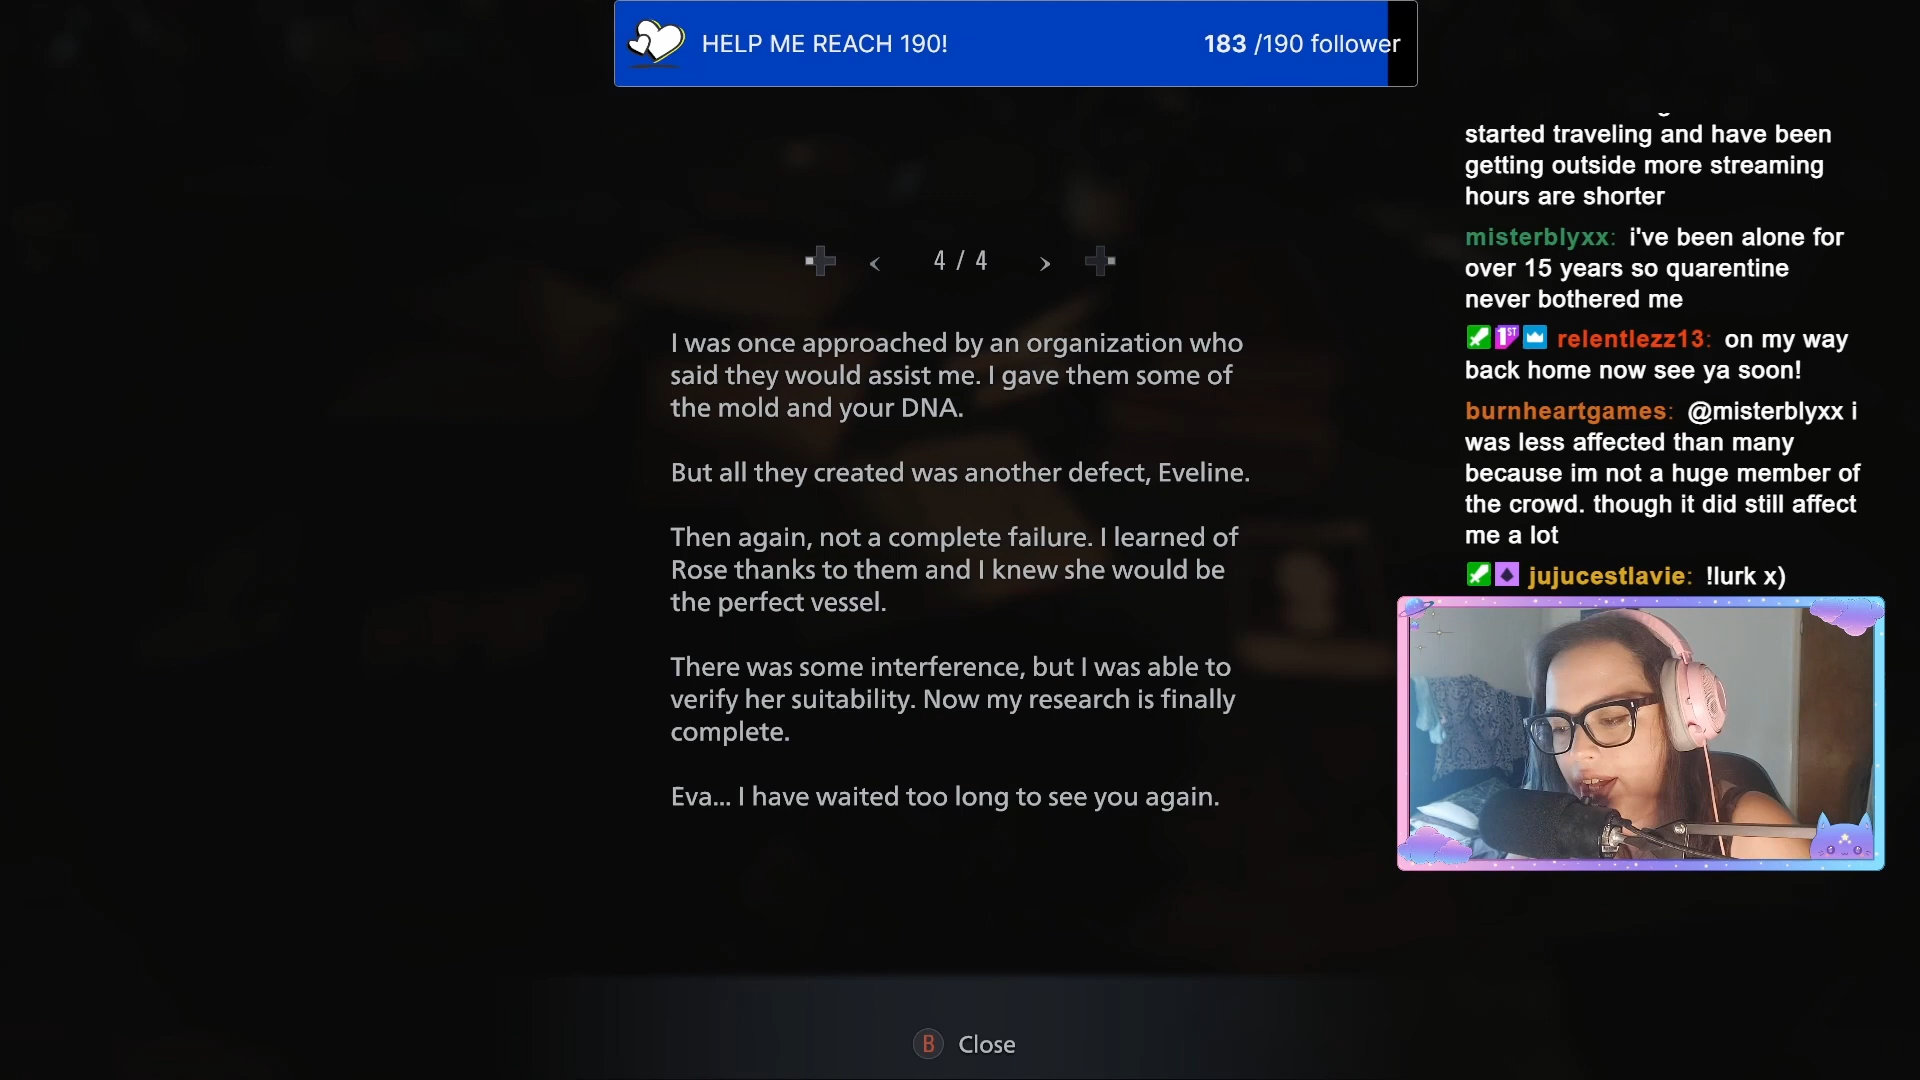 HELP ME REACH 190!
183 /190 follower
4 / 4
I was once approached by an organization who
said they would assist me. I gave them some of
the mold and your DNA.
But all they created was another defect, Eveline.
Then again, not a complete failure. I learned of
Rose thanks to them and I knew she would be
the perfect vessel.
There was some interference, but I was able to
verify her suitability. Now my research is finally
complete.
Eva... I have waited too long to see you again.
B Close
started traveling and have been
getting outside more streaming
hours are shorter
misterblyxx: i've been alone for
over 15 years so quarentine
never bothered me
1ST relentlezz13: on my way
back home now see ya soon!
burnheartgames: @misterblyxx i
was less affected than many
because im not a huge member of
the crowd. though it did still affect
me a lot
jujucestlavie: !lurk x)